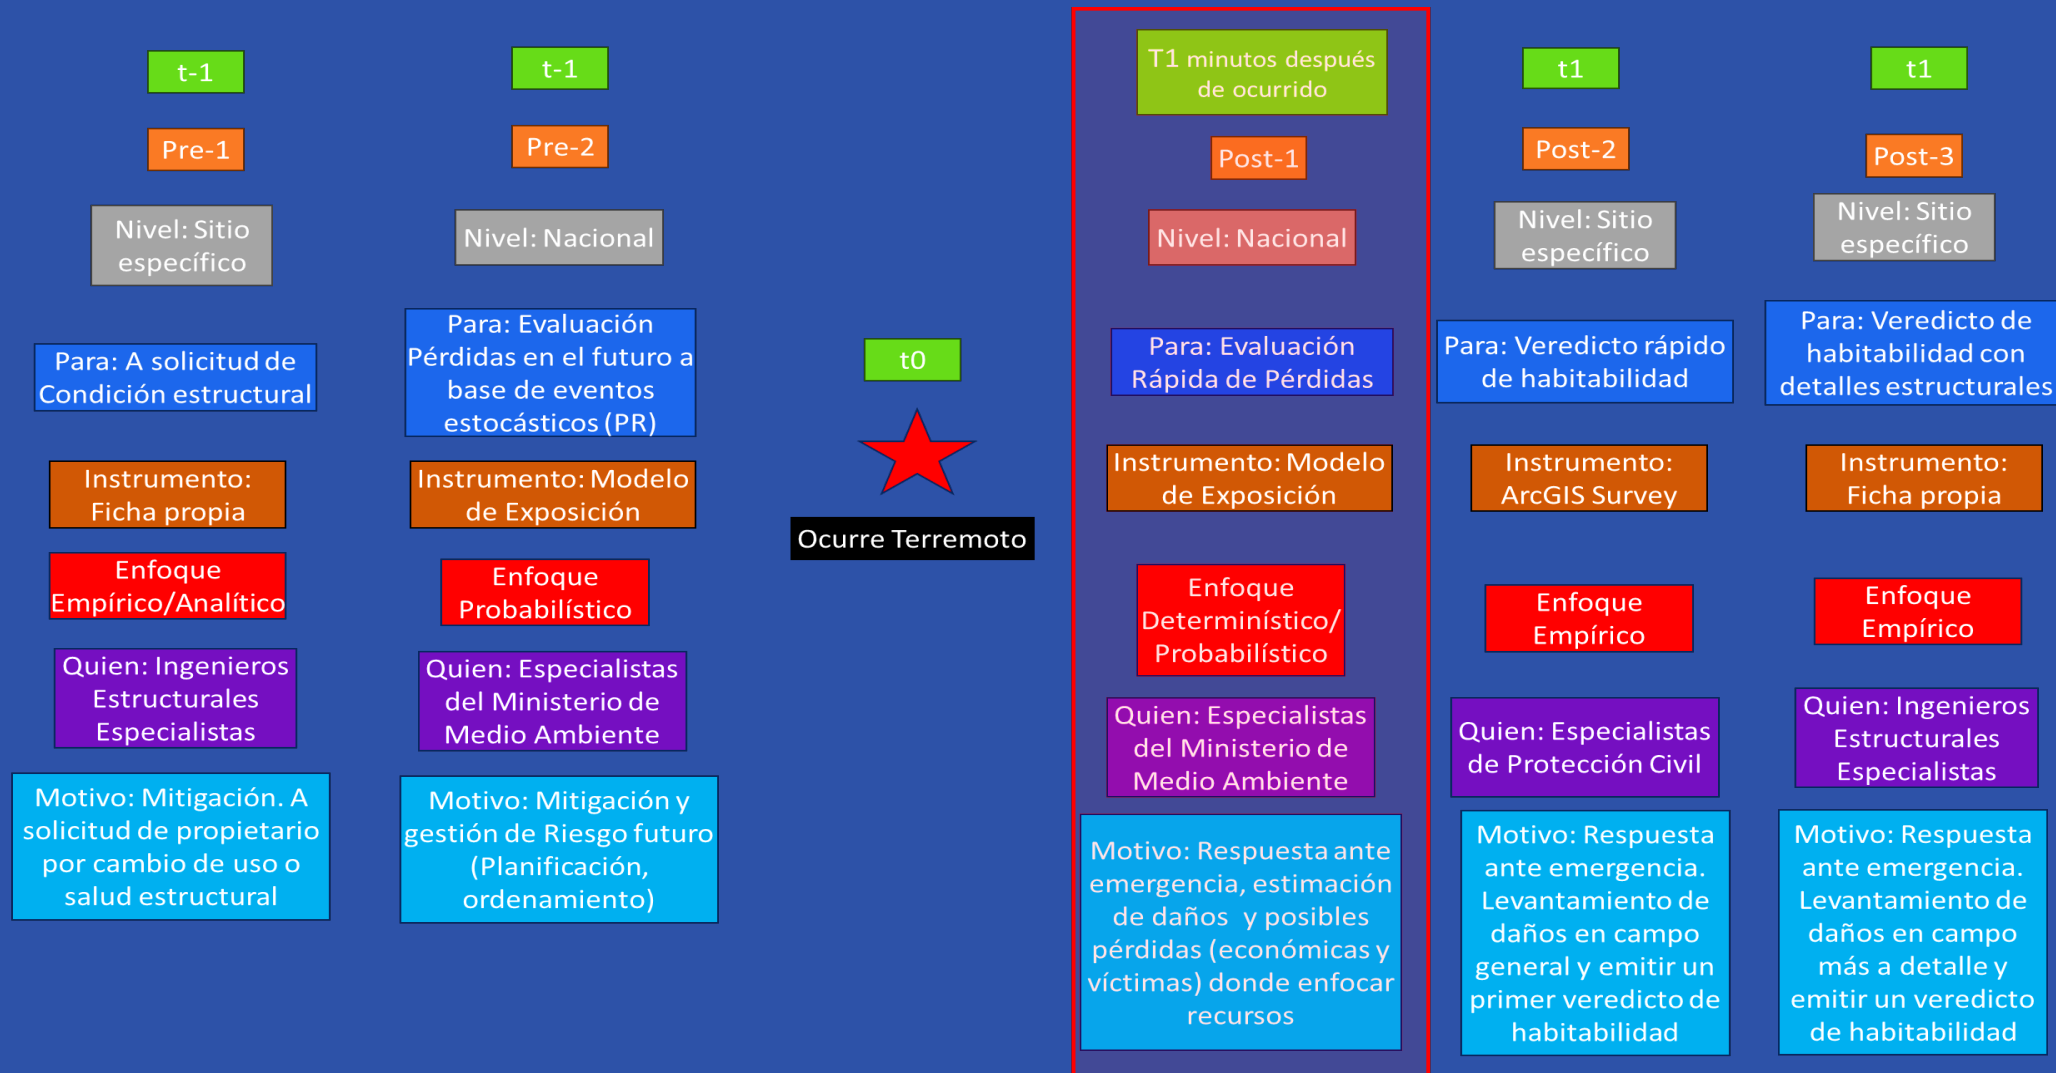 t-1
Pre-1
Nivel: Sitio
específico
Para: A solicitud de
Condición estructural
Instrumento:
Ficha propia
Enfoque
Empírico/Analítico
Quien: Ingenieros
Estructurales
Especialistas
Motivo: Mitigación. A
solicitud de propietario
por cambio de uso o
salud estructural
t-1
Pre-2
Nivel: Nacional
Para: Evaluación
Pérdidas en el futuro a
base de eventos
estocásticos (PR)
Instrumento: Modelo
de Exposición
Enfoque
Probabilístico
Quien: Especialistas
del Ministerio de
Medio Ambiente
Motivo: Mitigación y
gestión de Riesgo futuro
(Planificación,
ordenamiento)
t0
Ocurre Terremoto
T1 minutos después
de ocurrido
Post-1
Nivel: Nacional
Para: Evaluación
Rápida de Pérdidas
Instrumento: Modelo
de Exposición
Enfoque
Determinístico/
Probabilístico
Quien: Especialistas
del Ministerio de
Medio Ambiente
Motivo: Respuesta ante
emergencia, estimación
de daños y posibles
pérdidas (económicas y
víctimas) donde enfocar
recursos
t1
Post-2
Nivel: Sitio
específico
Para: Veredicto rápido
de habitabilidad
Instrumento:
ArcGIS Survey
Enfoque
Empírico
Quien: Especialistas
de Protección Civil
Motivo: Respuesta
ante emergencia.
Levantamiento de
daños en campo
general y emitir un
primer veredicto de
habitabilidad
t1
Post-3
Nivel: Sitio
específico
Para: Veredicto de
habitabilidad con
detalles estructurales
Instrumento:
Ficha propia
Enfoque
Empírico
Quien: Ingenieros
Estructurales
Especialistas
Motivo: Respuesta
ante emergencia.
Levantamiento de
daños en campo
más a detalle y
emitir un veredicto
de habitabilidad